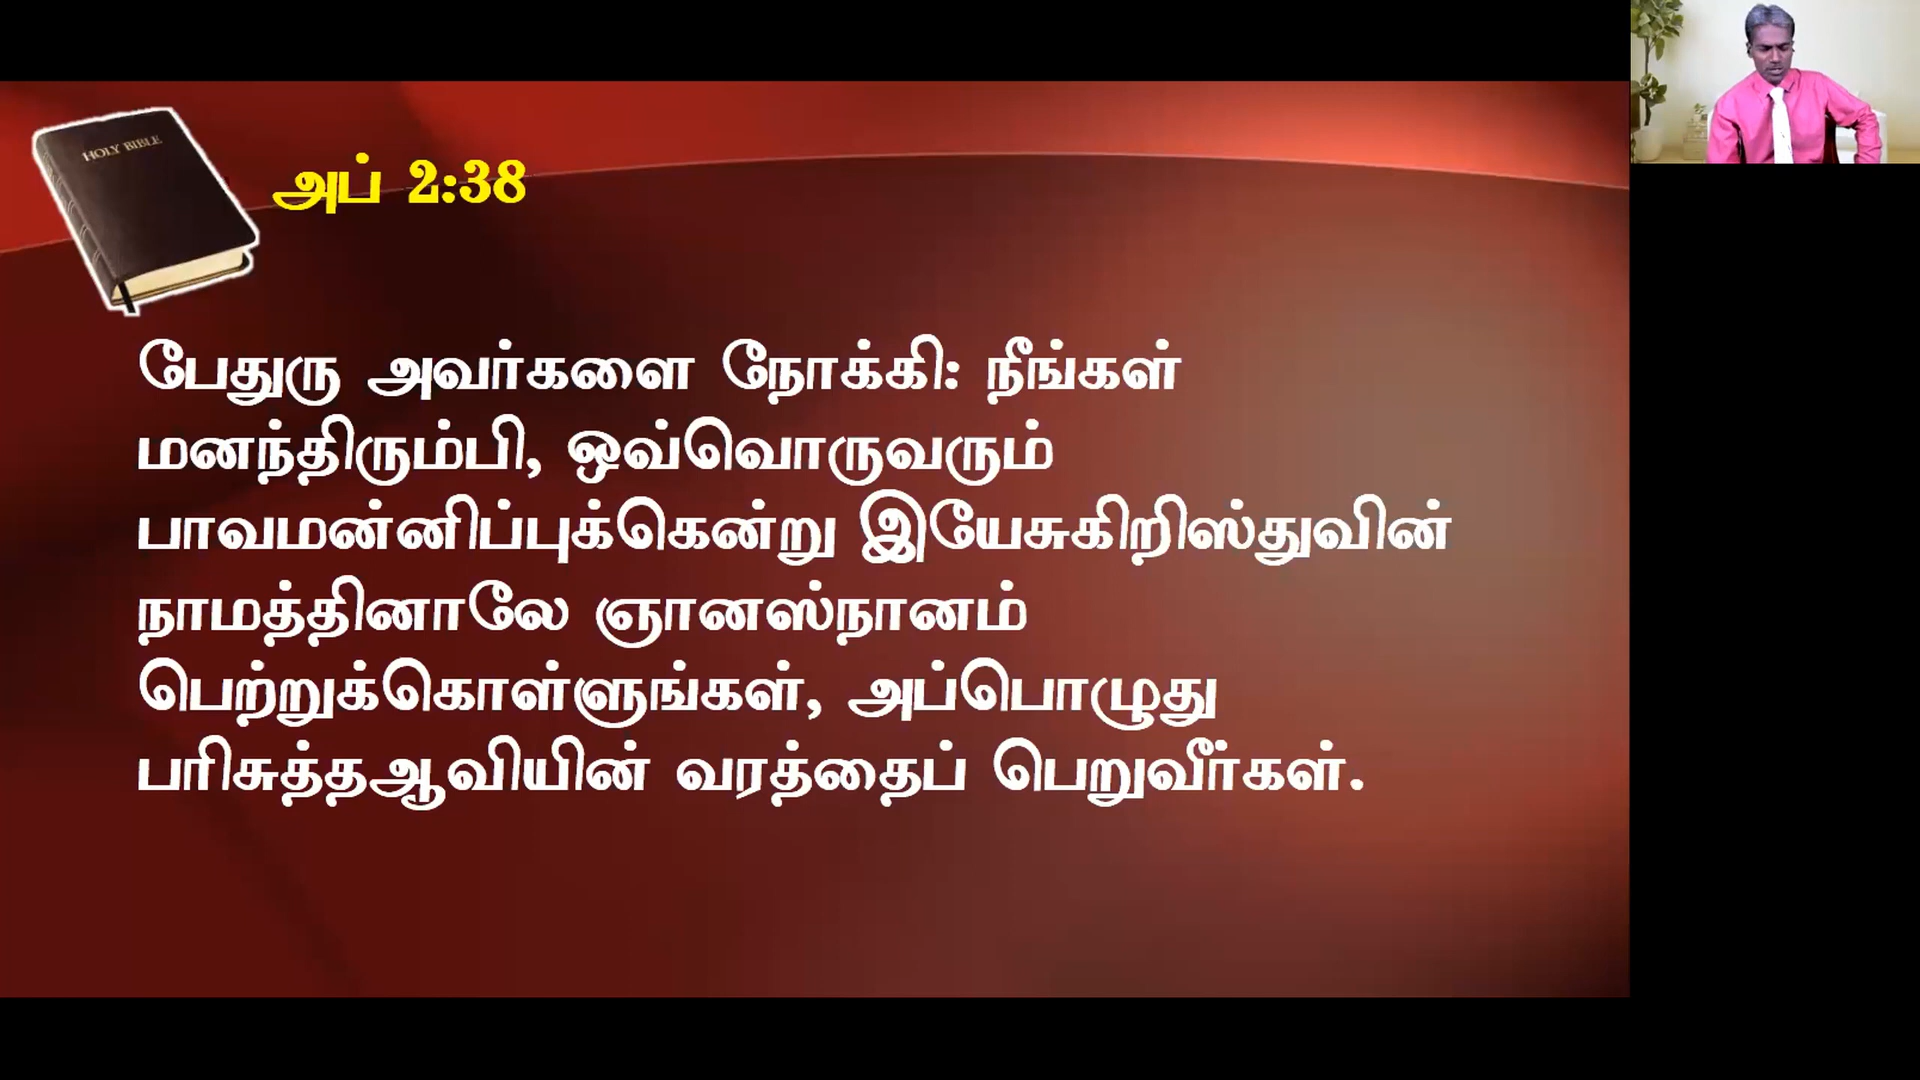 HOLY BIBLE
அப் 2:38
பேதுரு அவர்களை நோக்கி: நீங்கள்
மனந்திரும்பி, ஒவ்வொருவரும்
பாவமன்னிப்புக்கென்று இயேசுகிறிஸ்துவின்
நாமத்தினாலே ஞானஸ்நானம்
பெற்றுக்கொள்ளுங்கள், அப்பொழுது
பரிசுத்தஆவியின் வரத்தைப் பெறுவீர்கள்.